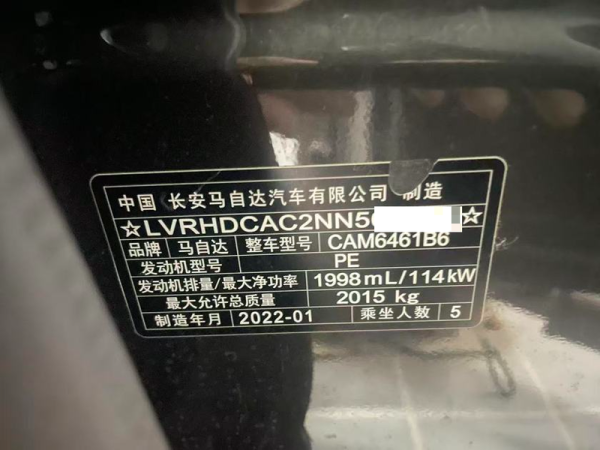 中国 长安马自达汽车有限公司 制造
☆LVRHDCAC2NN5 ☆
品牌 马自达 整车型号 CAM6461B6
发动机型号 PE
发动机排量/最大净功率 1998mL/114kW
最大允许总质量 2015 kg
制造年月 2022-01 乘坐人数 5